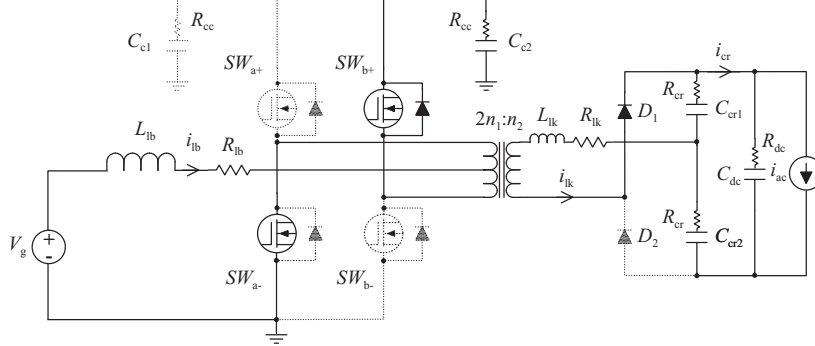 R_cc
C_c1
R_cc
C_c2
SW_a+
SW_b+
i_cr
R_cr
C_cr1
D_1
2n_1:n_2
L_lk
R_lk
L_lb
i_lb
R_lb
R_dc
C_dc
i_ac
i_lk
R_cr
C_cr2
D_2
V_g
+
-
SW_a-
SW_b-